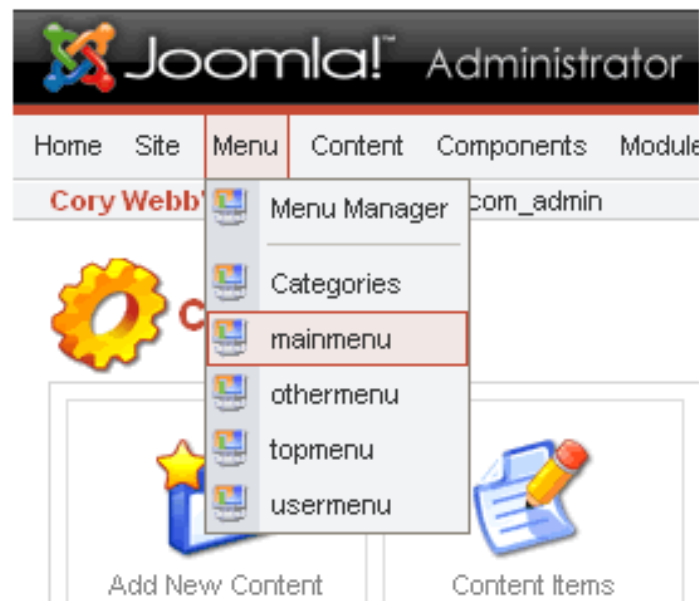 Joomla!™ Administrator
Home Site Menu Content Components Module
Cory Webb' com_admin
Menu Manager
Categories
C
mainmenu
othermenu
topmenu
usermenu
Add New Content Content Items